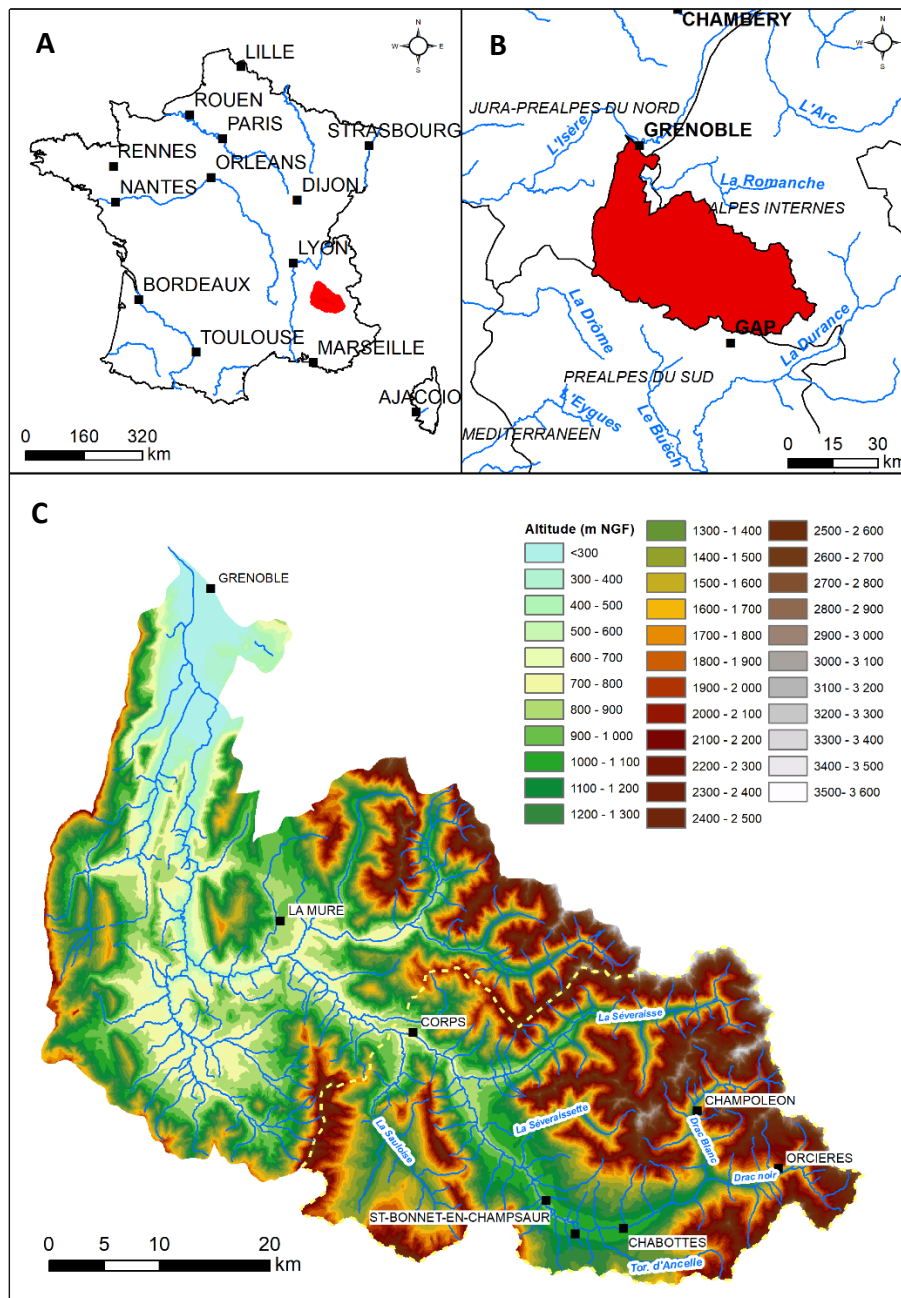 A
N
W E
S
LILLE
ROUEN
PARIS
STRASBOURG
RENNES
ORLEANS
NANTES
DIJON
LYON
BORDEAUX
TOULOUSE
MARSEILLE
AJACCIO
0 160 320
km
B
CHAMBERY
N
W E
S
JURA-PREALPES DU NORD
L'Arc
L'Isère
GRENOBLE
La Romanche
ALPES INTERNES
La Drôme
GAP
La Durance
PREALPES DU SUD
L'Eygues
Le Buëch
MEDITERRANEEN
0 15 30
km
C
Altitude (m NGF)
<300
300 - 400
400 - 500
500 - 600
600 - 700
700 - 800
800 - 900
900 - 1 000
1000 - 1 100
1100 - 1 200
1200 - 1 300
1300 - 1 400
1400 - 1 500
1500 - 1 600
1600 - 1 700
1700 - 1 800
1800 - 1 900
1900 - 2 000
2000 - 2 100
2100 - 2 200
2200 - 2 300
2300 - 2 400
2400 - 2 500
2500 - 2 600
2600 - 2 700
2700 - 2 800
2800 - 2 900
2900 - 3 000
3000 - 3 100
3100 - 3 200
3200 - 3 300
3300 - 3 400
3400 - 3 500
3500- 3 600
GRENOBLE
LA MURE
CORPS
La Séveraisse
CHAMPOLEON
La Séveraissette
Drac Blanc
La Sauloise
ORCIERES
Drac noir
ST-BONNET-EN-CHAMPSAUR
CHABOTTES
Tor. d'Ancelle
0 5 10 20
km